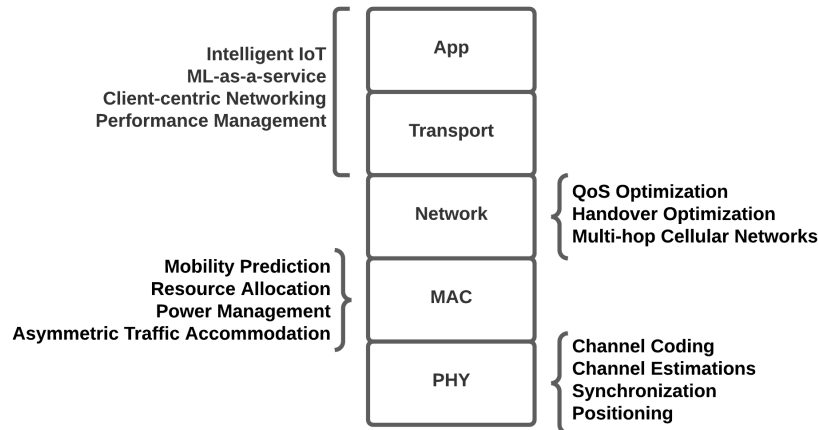 App
Intelligent IoT
ML-as-a-service
Client-centric Networking
Performance Management
Transport
Network
QoS Optimization
Handover Optimization
Multi-hop Cellular Networks
Mobility Prediction
Resource Allocation
Power Management
Asymmetric Traffic Accommodation
MAC
PHY
Channel Coding
Channel Estimations
Synchronization
Positioning